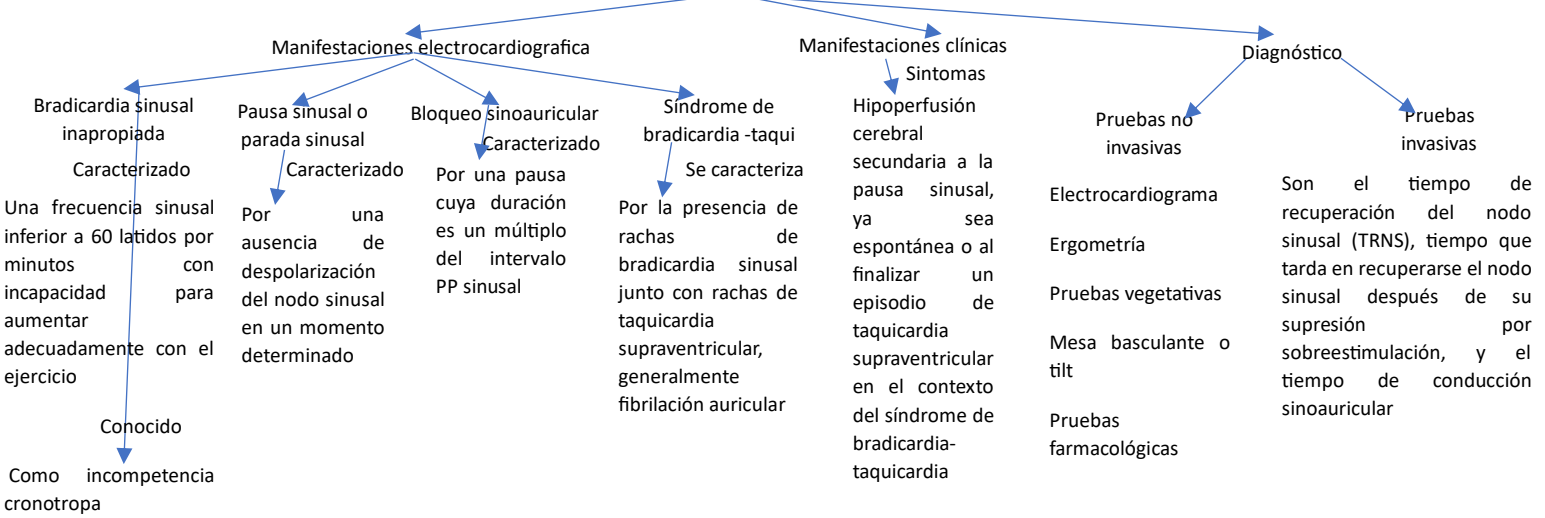 Manifestaciones electrocardiografica
Bradicardia sinusal
inapropiada
Caracterizado
Una frecuencia sinusal
inferior a 60 latidos por
minutos con
incapacidad para
aumentar
adecuadamente con el
ejercicio
Conocido
Como incompetencia
cronotropa
Pausa sinusal o
parada sinusal
Caracterizado
Por una
ausencia de
despolarización
del nodo sinusal
en un momento
determinado
Bloqueo sinoauricular
Caracterizado
Por una pausa
cuya duración
es un múltiplo
del intervalo
PP sinusal
Síndrome de
bradicardia -taqui
Se caracteriza
Por la presencia de
rachas de
bradicardia sinusal
junto con rachas de
taquicardia
supraventricular,
generalmente
fibrilación auricular
Manifestaciones clínicas
Sintomas
Hipoperfusión
cerebral
secundaria a la
pausa sinusal,
ya sea
espontánea o al
finalizar un
episodio de
taquicardia
supraventricular
en el contexto
del síndrome de
bradicardia-
taquicardia
Diagnóstico
Pruebas no
invasivas
Electrocardiograma
Ergometría
Pruebas vegetativas
Mesa basculante o
tilt
Pruebas
farmacológicas
Pruebas
invasivas
Son el tiempo de
recuperación del nodo
sinusal (TRNS), tiempo que
tarda en recuperarse el nodo
sinusal después de su
supresión por
sobreestimulación, y el
tiempo de conducción
sinoauricular